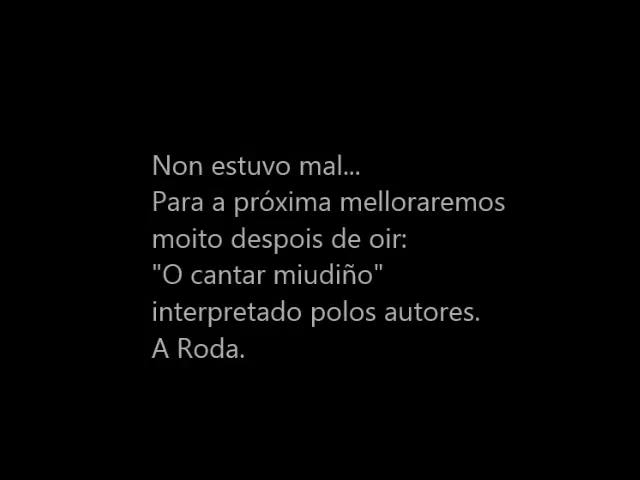 Non estuvo mal...
Para a próxima melloraremos
moito despois de oir:
"O cantar miudiño"
interpretado polos autores.
A Roda.